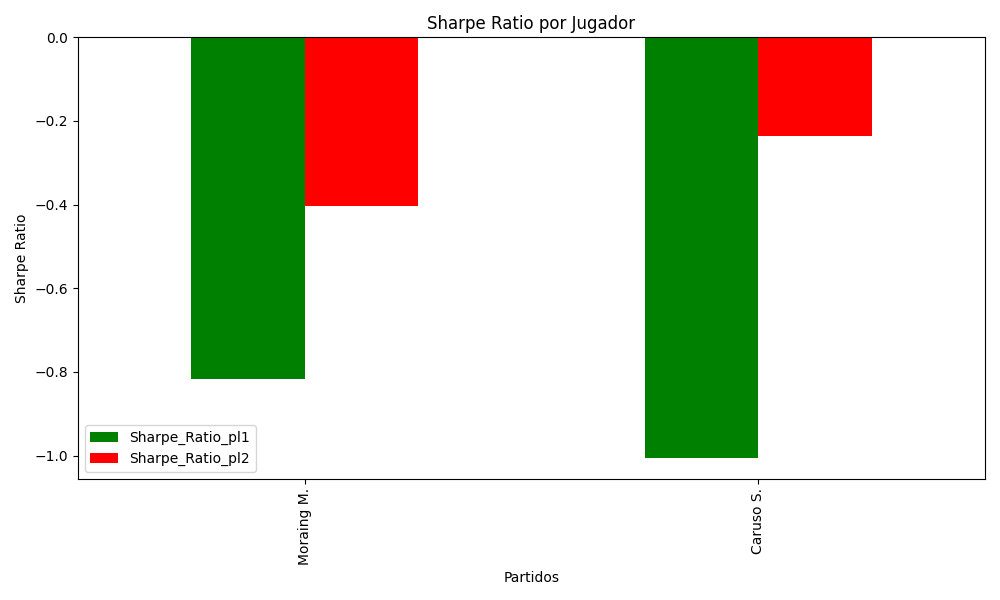 Sharpe Ratio por Jugador
Sharpe Ratio
0.0
−0.2
−0.4
−0.6
−0.8
−1.0
Sharpe_Ratio_pl1
Sharpe_Ratio_pl2
Moraing M.
Caruso S.
Partidos